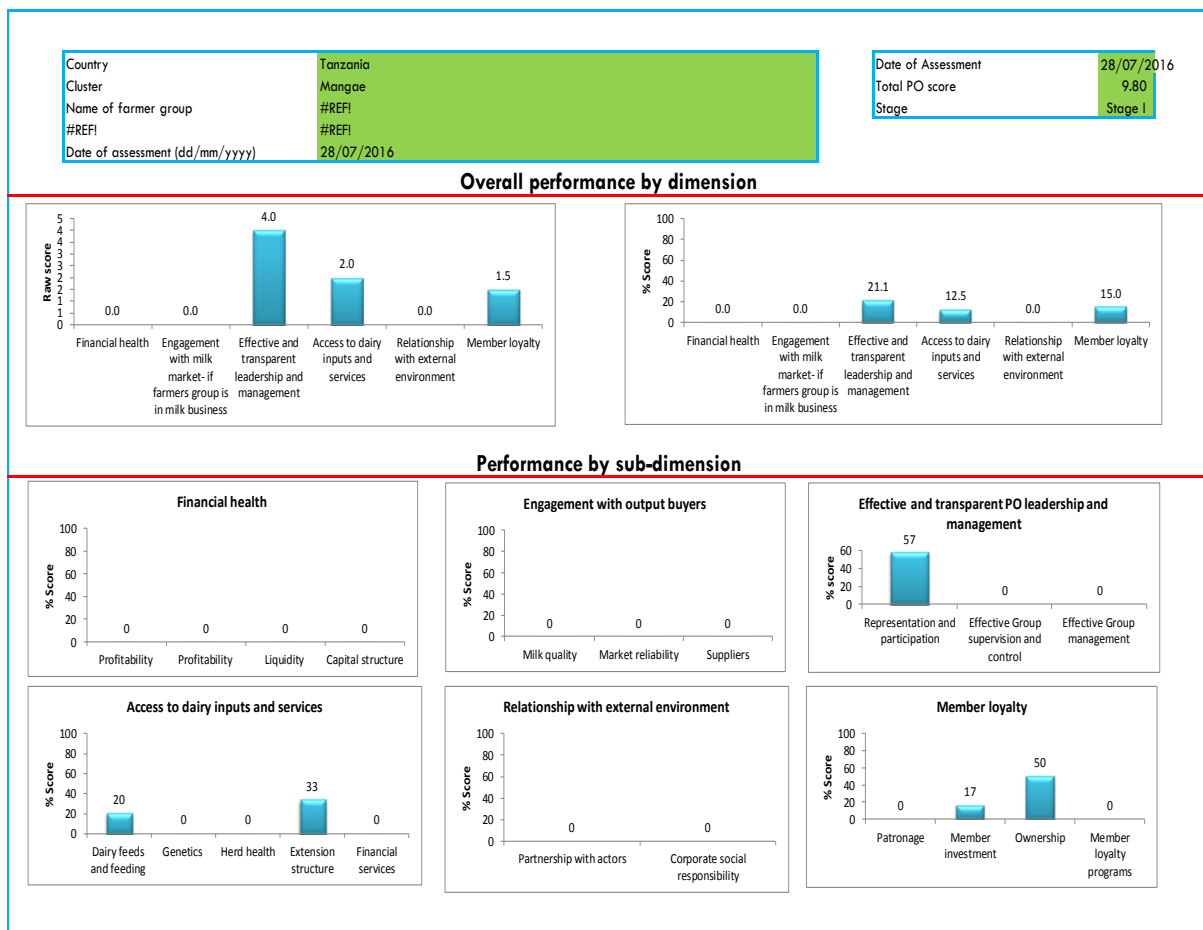 Country Tanzania
Cluster Mangae
Name of farmer group #REF!
#REF! #REF!
Date of assessment (dd/mm/yyyy) 28/07/2016
Date of Assessment 28/07/2016
Total PO score 9.80
Stage Stage I
Overall performance by dimension
Raw score
5
4
4
3
3
2
2
1
1
0
0.0 0.0 4.0 2.0 0.0 1.5
Financial health
Engagement
with milk
market- if
farmers group is
in milk business
Effective and
transparent
leadership and
management
Access to dairy
inputs and
services
Relationship
with external
environment
Member loyalty
% Score
100
80
60
40
20
0
0.0 0.0 21.1 12.5 0.0 15.0
Financial health
Engagement
with milk
market- if
farmers group is
in milk business
Effective and
transparent
leadership and
management
Access to dairy
inputs and
services
Relationship
with external
environment
Member loyalty
Performance by sub-dimension
Financial health
% Score
100
80
60
40
20
0
0 0 0 0
Profitability Profitability Liquidity Capital structure
Engagement with output buyers
% Score
100
80
60
40
20
0
0 0 0
Milk quality Market reliability Suppliers
Effective and transparent PO leadership and
management
% score
60
40
20
0
57 0 0
Representation and
participation
Effective Group
supervision and
control
Effective Group
management
Access to dairy inputs and services
% Score
100
80
60
40
20
0
20 0 0 33 0
Dairy feeds
and feeding
Genetics
Herd health
Extension
structure
Financial
services
Relationship with external environment
% Score
100
80
60
40
20
0
0 0
Partnership with actors
Corporate social
responsibility
Member loyalty
% Score
100
80
60
40
20
0
0 17 50 0
Patronage
Member
investment
Ownership
Member
loyalty
programs